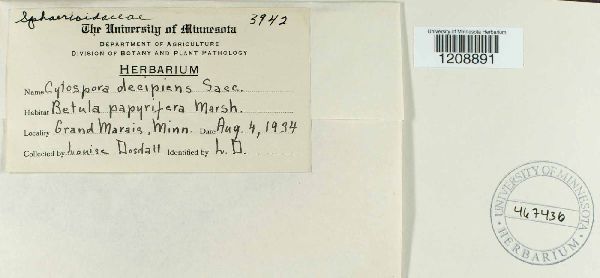 Sphaerioidaceae 3942
The University of Minnesota
DEPARTMENT OF AGRICULTURE
DIVISION OF BOTANY AND PLANT PATHOLOGY
HERBARIUM
Name Cytospora decipiens Sacc.
Habitat Betula papyrifera Marsh.
Locality Grand Marais, Minn. Date Aug. 4, 1934
Collected by Louise Dosdall Identified by L. D.
University of Minnesota Herbarium
1208891
UNIVERSITY OF MINNESOTA
467436
HERBARIUM